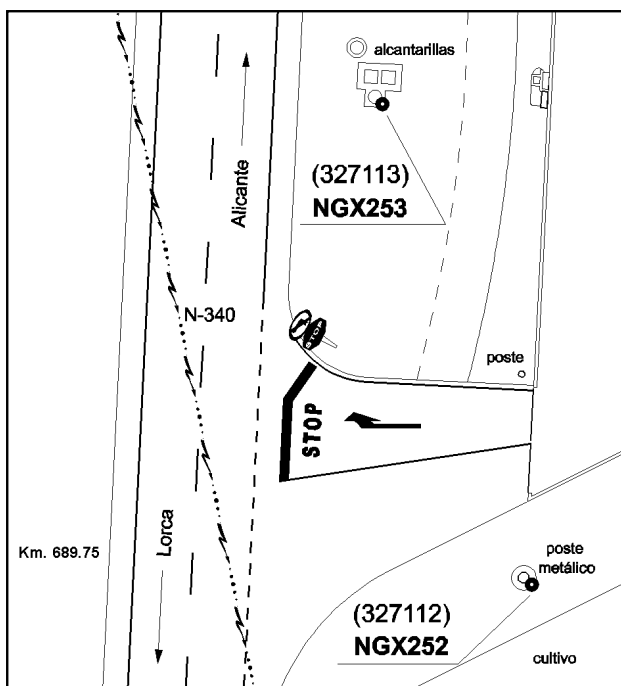 alcantarillas
Alicante
(327113)
NGX253
N-340
poste
STOP
Km. 689.75
Lorca
poste
metálico
(327112)
NGX252
cultivo